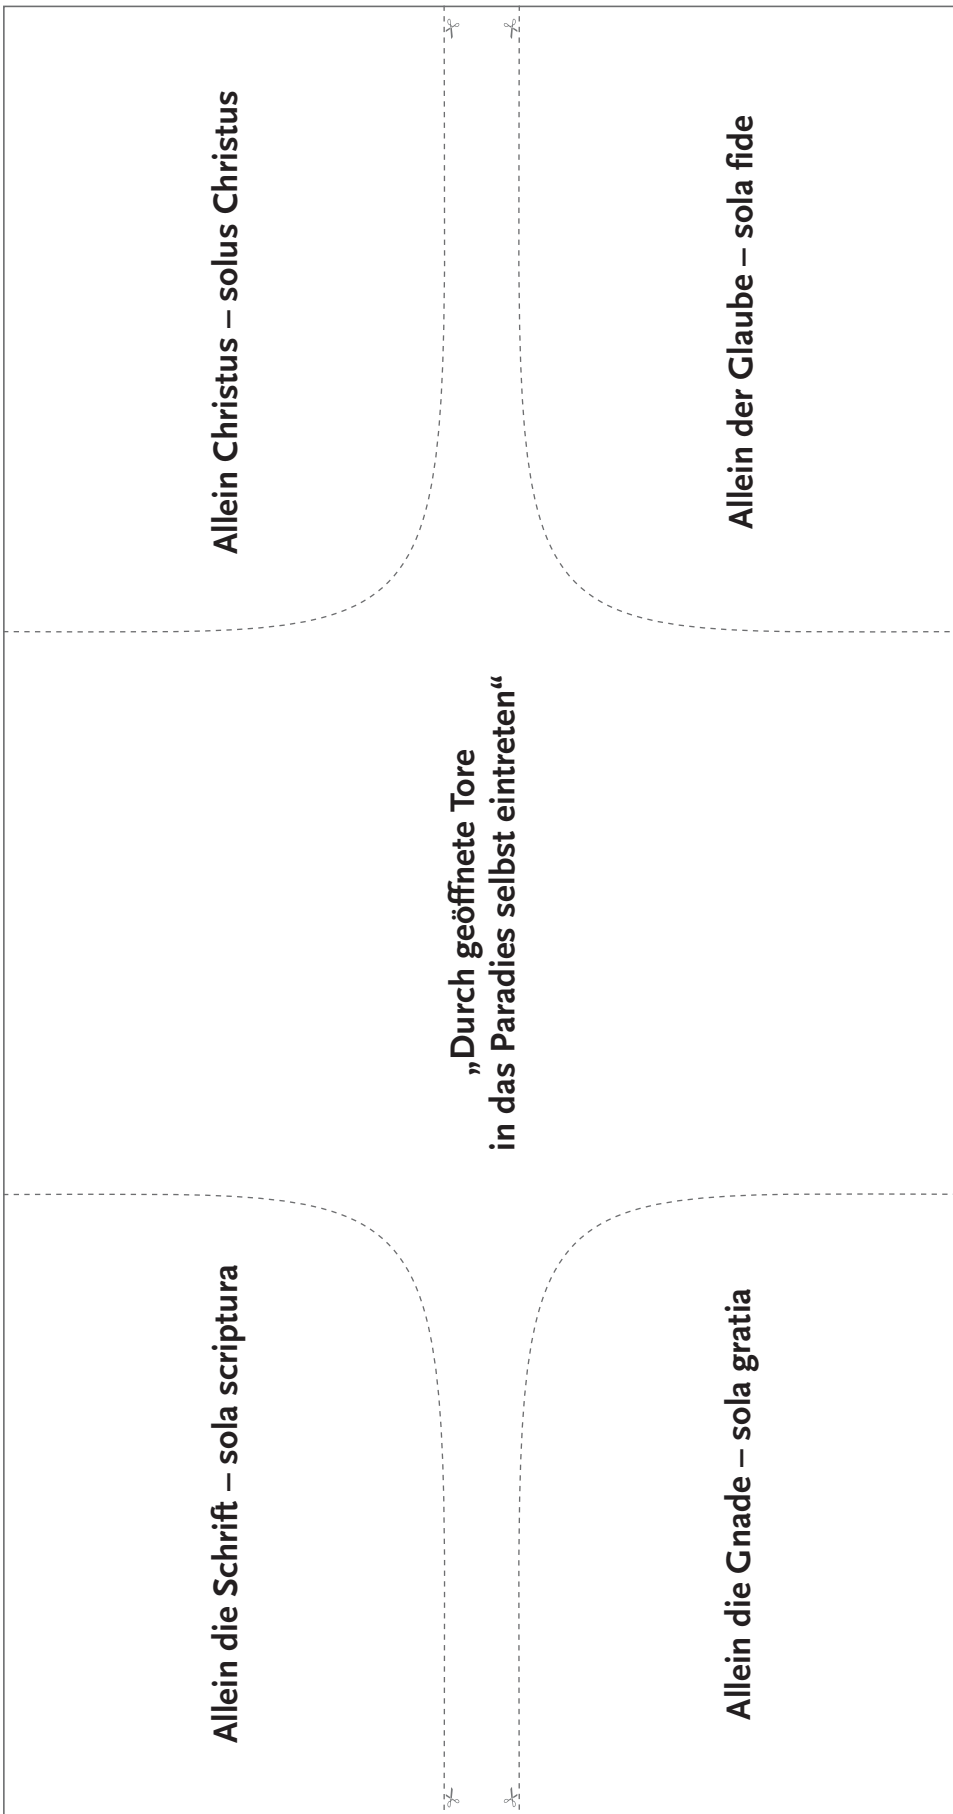 Allein die Schrift – sola scriptura
Allein Christus – solus Christus
„Durch geöffnete Tore
in das Paradies selbst eintreten“
Allein die Gnade – sola gratia
Allein der Glaube – sola fide